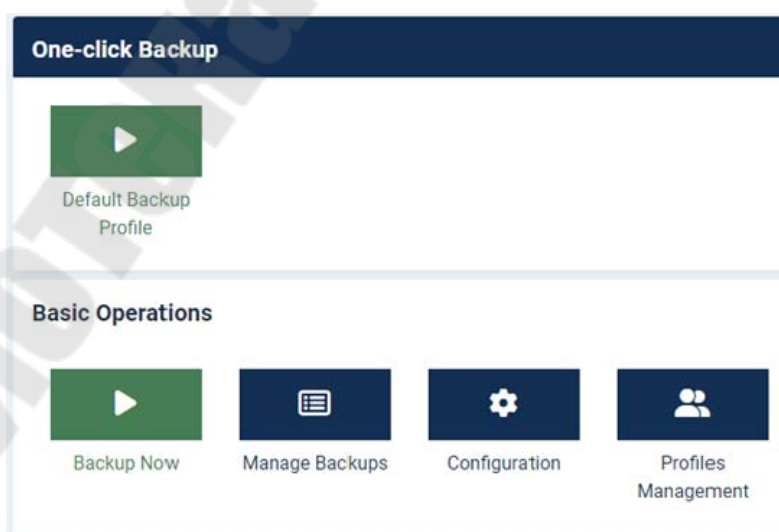 One-click Backup
Default Backup
Profile
Basic Operations
Backup Now
Manage Backups
Configuration
Profiles
Management